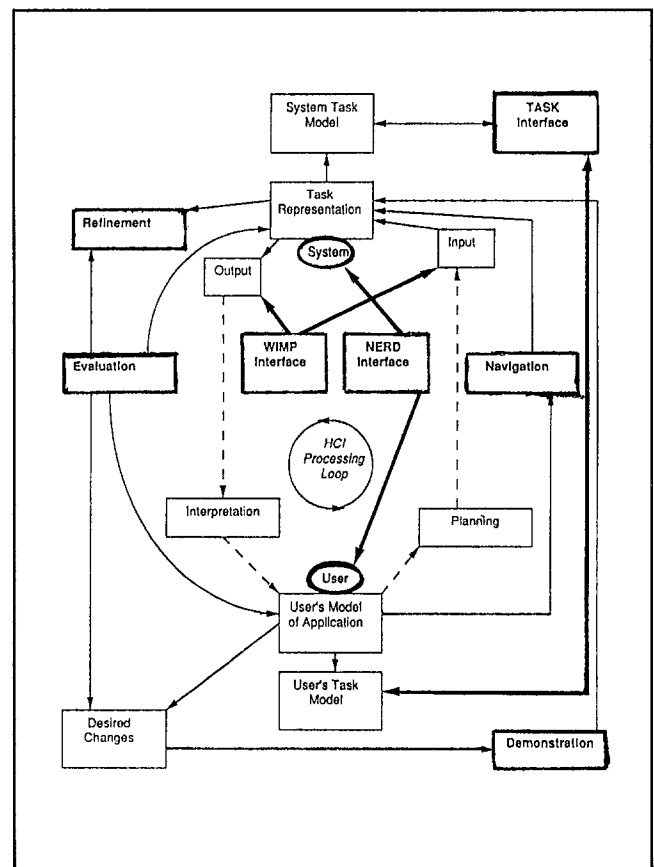 System Task
Model
TASK
Interface
Task
Representation
Refinement
System
Input
Output
WIMP
Interface
NERD
Interface
Evaluation
Navigation
HCI
Processing
Loop
Interpretation
Planning
User
User's Model
of Application
User's Task
Model
Desired
Changes
Demonstration